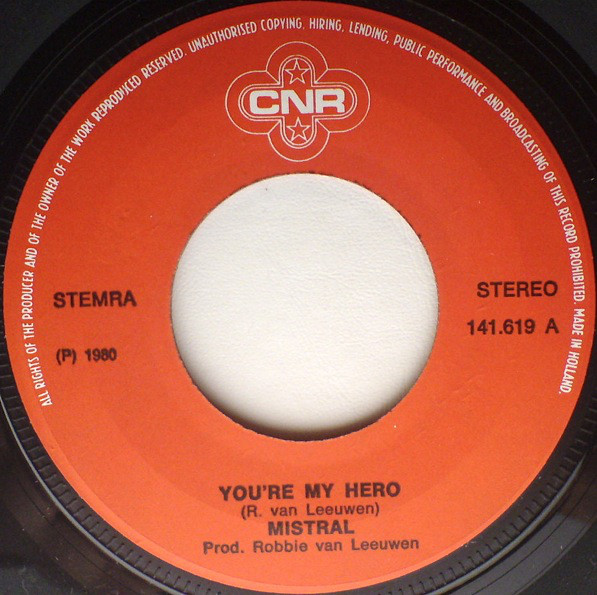 ALL RIGHTS OF THE PRODUCER AND OF THE OWNER OF THE WORK REPRODUCED RESERVED. UNAUTHORISED COPYING, HIRING, LENDING, PUBLIC PERFORMANCE AND BROADCASTING OF THIS RECORD PROHIBITED. MADE IN HOLLAND.
CNR
STEMRA
STEREO
141.619 A
(P) 1980
YOU'RE MY HERO
(R. van Leeuwen)
MISTRAL
Prod. Robbie van Leeuwen